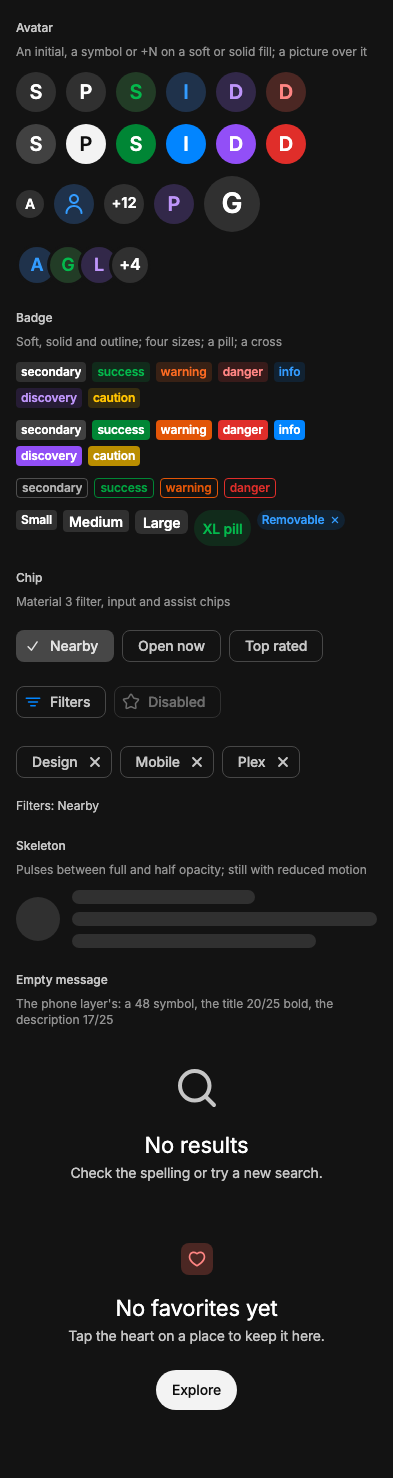 Avatar
An initial, a symbol or +N on a soft or solid fill; a picture over it
S P S I D D
S P S I D D
A +12 P G
A G L +4
Badge
Soft, solid and outline; four sizes; a pill; a cross
secondary success warning danger info
discovery caution
secondary success warning danger info
discovery caution
secondary success warning danger
Small Medium Large XL pill Removable ×
Chip
Material 3 filter, input and assist chips
✓ Nearby Open now Top rated
Filters Disabled
Design × Mobile × Plex ×
Filters: Nearby
Skeleton
Pulses between full and half opacity; still with reduced motion
Empty message
The phone layer's: a 48 symbol, the title 20/25 bold, the
description 17/25
No results
Check the spelling or try a new search.
No favorites yet
Tap the heart on a place to keep it here.
Explore